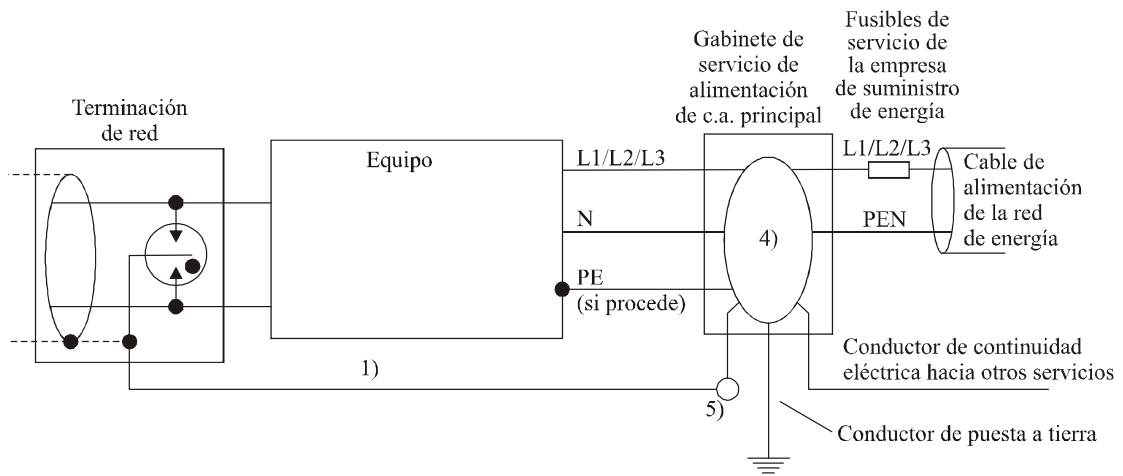 Terminación
de red
Equipo
Gabinete de
servicio de
alimentación
de c.a. principal
Fusibles de
servicio de
la empresa
de suministro
de energía
L1/L2/L3
L1/L2/L3
Cable de
alimentación
de la red
de energía
N
4)
PEN
PE
(si procede)
1)
5)
Conductor de continuidad
eléctrica hacia otros servicios
Conductor de puesta a tierra